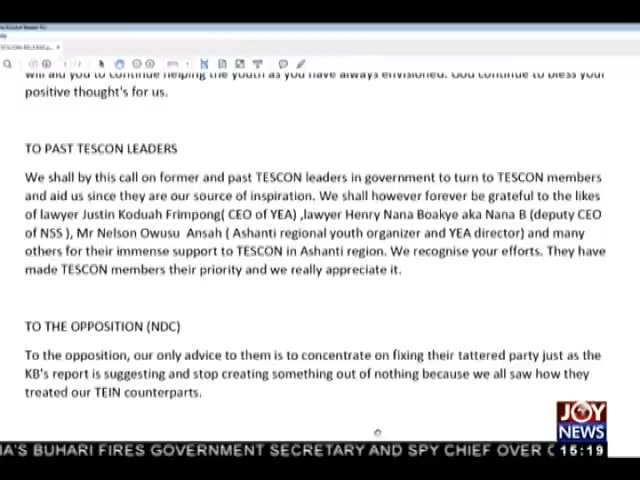 TESCON-RELEASE
will aid you to continue helping the youth as you have always envisioned. God continue to bless your
positive thought's for us.
TO PAST TESCON LEADERS
We shall by this call on former and past TESCON leaders in government to turn to TESCON members
and aid us since they are our source of inspiration. We shall however forever be grateful to the likes
of lawyer Justin Koduah Frimpong( CEO of YEA) ,lawyer Henry Nana Boakye aka Nana B (deputy CEO
of NSS ), Mr Nelson Owusu Ansah ( Ashanti regional youth organizer and YEA director) and many
others for their immense support to TESCON in Ashanti region. We recognise your efforts. They have
made TESCON members their priority and we really appreciate it.
TO THE OPPOSITION (NDC)
To the opposition, our only advice to them is to concentrate on fixing their tattered party just as the
KB's report is suggesting and stop creating something out of nothing because we all saw how they
treated our TEIN counterparts.
JOY
NEWS
IA'S BUHARI FIRES GOVERNMENT SECRETARY AND SPY CHIEF OVER
15:19